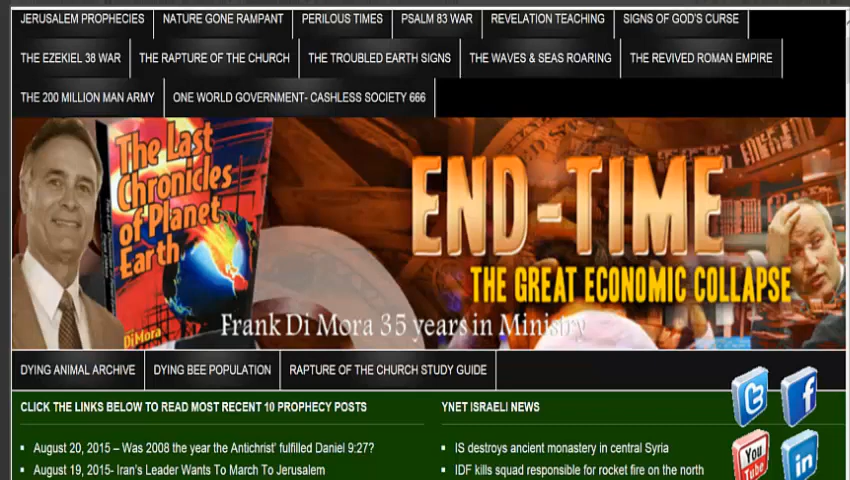 JERUSALEM PROPHECIES NATURE GONE RAMPANT PERILOUS TIMES PSALM 83 WAR REVELATION TEACHING SIGNS OF GOD'S CURSE
THE EZEKIEL 38 WAR THE RAPTURE OF THE CHURCH THE TROUBLED EARTH SIGNS THE WAVES & SEAS ROARING THE REVIVED ROMAN EMPIRE
THE 200 MILLION MAN ARMY ONE WORLD GOVERNMENT- CASHLESS SOCIETY 666
The Last
Chronicles
of Planet
Earth
DiMora
END-TIME
THE GREAT ECONOMIC COLLAPSE
Frank Di Mora 35 years in Ministry
DYING ANIMAL ARCHIVE DYING BEE POPULATION RAPTURE OF THE CHURCH STUDY GUIDE
CLICK THE LINKS BELOW TO READ MOST RECENT 10 PROPHECY POSTS
August 20, 2015 – Was 2008 the year the Antichrist' fulfilled Daniel 9:27?
August 19, 2015- Iran's Leader Wants To March To Jerusalem
YNET ISRAELI NEWS
IS destroys ancient monastery in central Syria
IDF kills squad responsible for rocket fire on the north
You
Tube
in